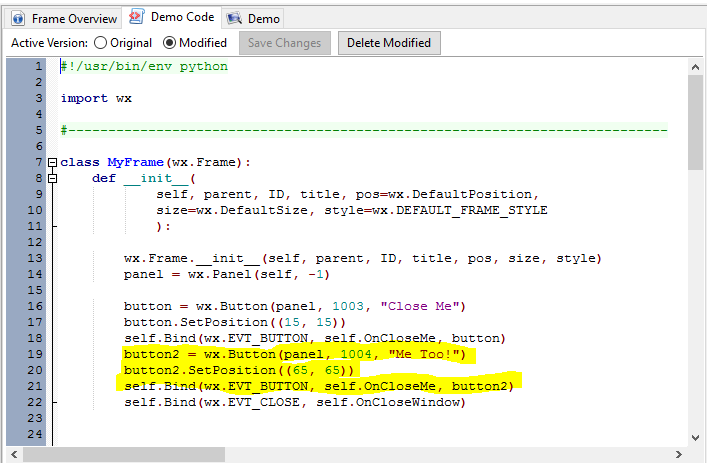 Frame Overview Demo Code Demo
Active Version: Original Modified Save Changes Delete Modified
1 #!/usr/bin/env python
2
3 import wx
4
5 #---------------------------------------------------------------------------
6
7 class MyFrame(wx.Frame):
8     def __init__(
9             self, parent, ID, title, pos=wx.DefaultPosition,
10             size=wx.DefaultSize, style=wx.DEFAULT_FRAME_STYLE
11             ):
12
13         wx.Frame.__init__(self, parent, ID, title, pos, size, style)
14         panel = wx.Panel(self, -1)
15
16         button = wx.Button(panel, 1003, "Close Me")
17         button.SetPosition((15, 15))
18         self.Bind(wx.EVT_BUTTON, self.OnCloseMe, button)
19         button2 = wx.Button(panel, 1004, "Me Too!")
20         button2.SetPosition((65, 65))
21         self.Bind(wx.EVT_BUTTON, self.OnCloseMe, button2)
22         self.Bind(wx.EVT_CLOSE, self.OnCloseWindow)
23
24